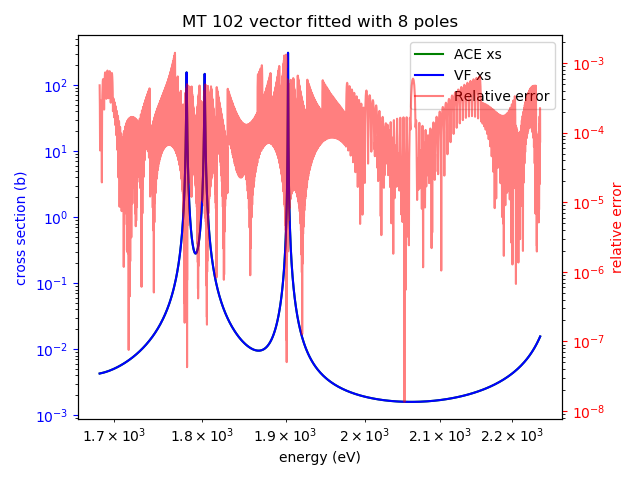 MT 102 vector fitted with 8 poles
ACE xs
VF xs
Relative error
10²
10¹
10⁰
10⁻¹
10⁻²
10⁻³
cross section (b)
10⁻³
10⁻⁴
10⁻⁵
10⁻⁶
10⁻⁷
10⁻⁸
relative error
1.7 × 10³ 1.8 × 10³ 1.9 × 10³ 2 × 10³ 2.1 × 10³ 2.2 × 10³
energy (eV)